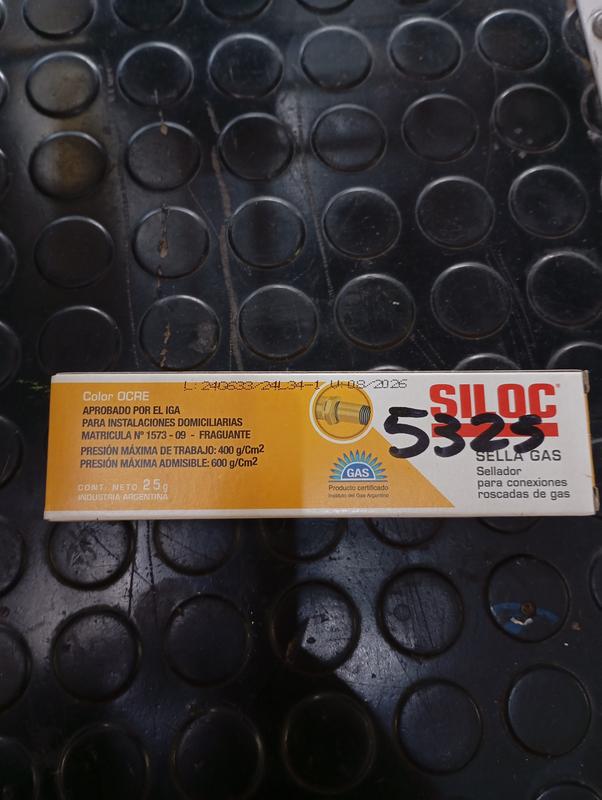 L: 24Q633/24L34-1 V:08/2026
Color OCRE
APROBADO POR EL IGA
PARA INSTALACIONES DOMICILIARIAS
MATRICULA Nº 1573 - 09 - FRAGUANTE
PRESIÓN MÁXIMA DE TRABAJO: 400 g/Cm2
PRESIÓN MÁXIMA ADMISIBLE: 600 g/Cm2
CONT. NETO 25g
INDUSTRIA ARGENTINA
GAS
Producto certificado
Instituto del Gas Argentino
SILOC®
5325
SELLA GAS
Sellador
para conexiones
roscadas de gas